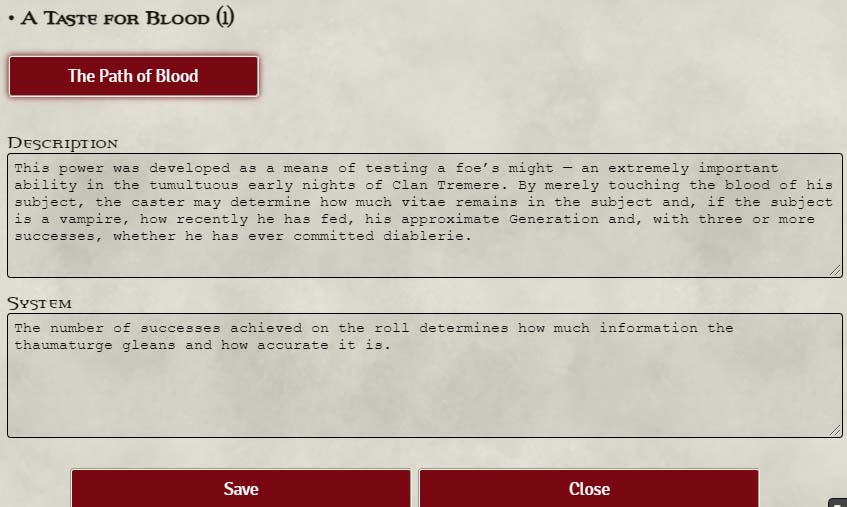 • A Taste for Blood (1)
The Path of Blood
Description
This power was developed as a means of testing a foe’s might — an extremely important
ability in the tumultuous early nights of Clan Tremere. By merely touching the blood of his
subject, the caster may determine how much vitae remains in the subject and, if the subject
is a vampire, how recently he has fed, his approximate Generation and, with three or more
successes, whether he has ever committed diablerie.
System
The number of successes achieved on the roll determines how much information the
thaumaturge gleans and how accurate it is.
Save
Close